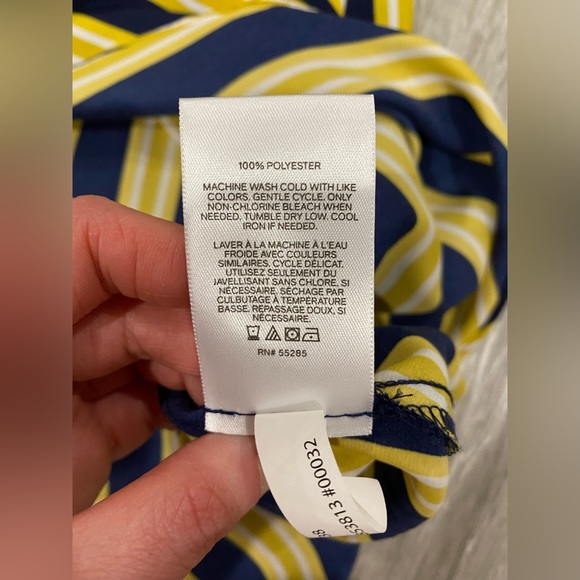 100% POLYESTER
MACHINE WASH COLD WITH LIKE
COLORS. GENTLE CYCLE. ONLY
NON-CHLORINE BLEACH WHEN
NEEDED. TUMBLE DRY LOW. COOL
IRON IF NEEDED.
LAVER À LA MACHINE À L'EAU
FROIDE AVEC COULEURS
SIMILAIRES. CYCLE DÉLICAT.
UTILISEZ SEULEMENT DU
JAVELLISANT SANS CHLORE, SI
NÉCESSAIRE. SÉCHAGE PAR
CULBUTAGE À TEMPÉRATURE
BASSE. REPASSAGE DOUX, SI
NÉCESSAIRE.
RN# 55285
53813 #00032